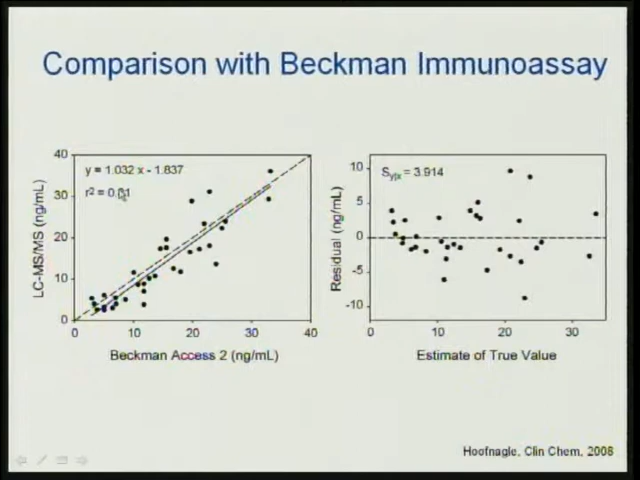 Comparison with Beckman Immunoassay
y = 1.032 x - 1.837
r² =
LC-MS/MS (ng/mL)
40
30
20
10
0
0 10 20 30 40
Beckman Access 2 (ng/mL)
Sy|x = 3.914
Residual (ng/mL)
10
5
0
-5
-10
0 10 20 30
Estimate of True Value
Hoofnagle, Clin Chem, 2008